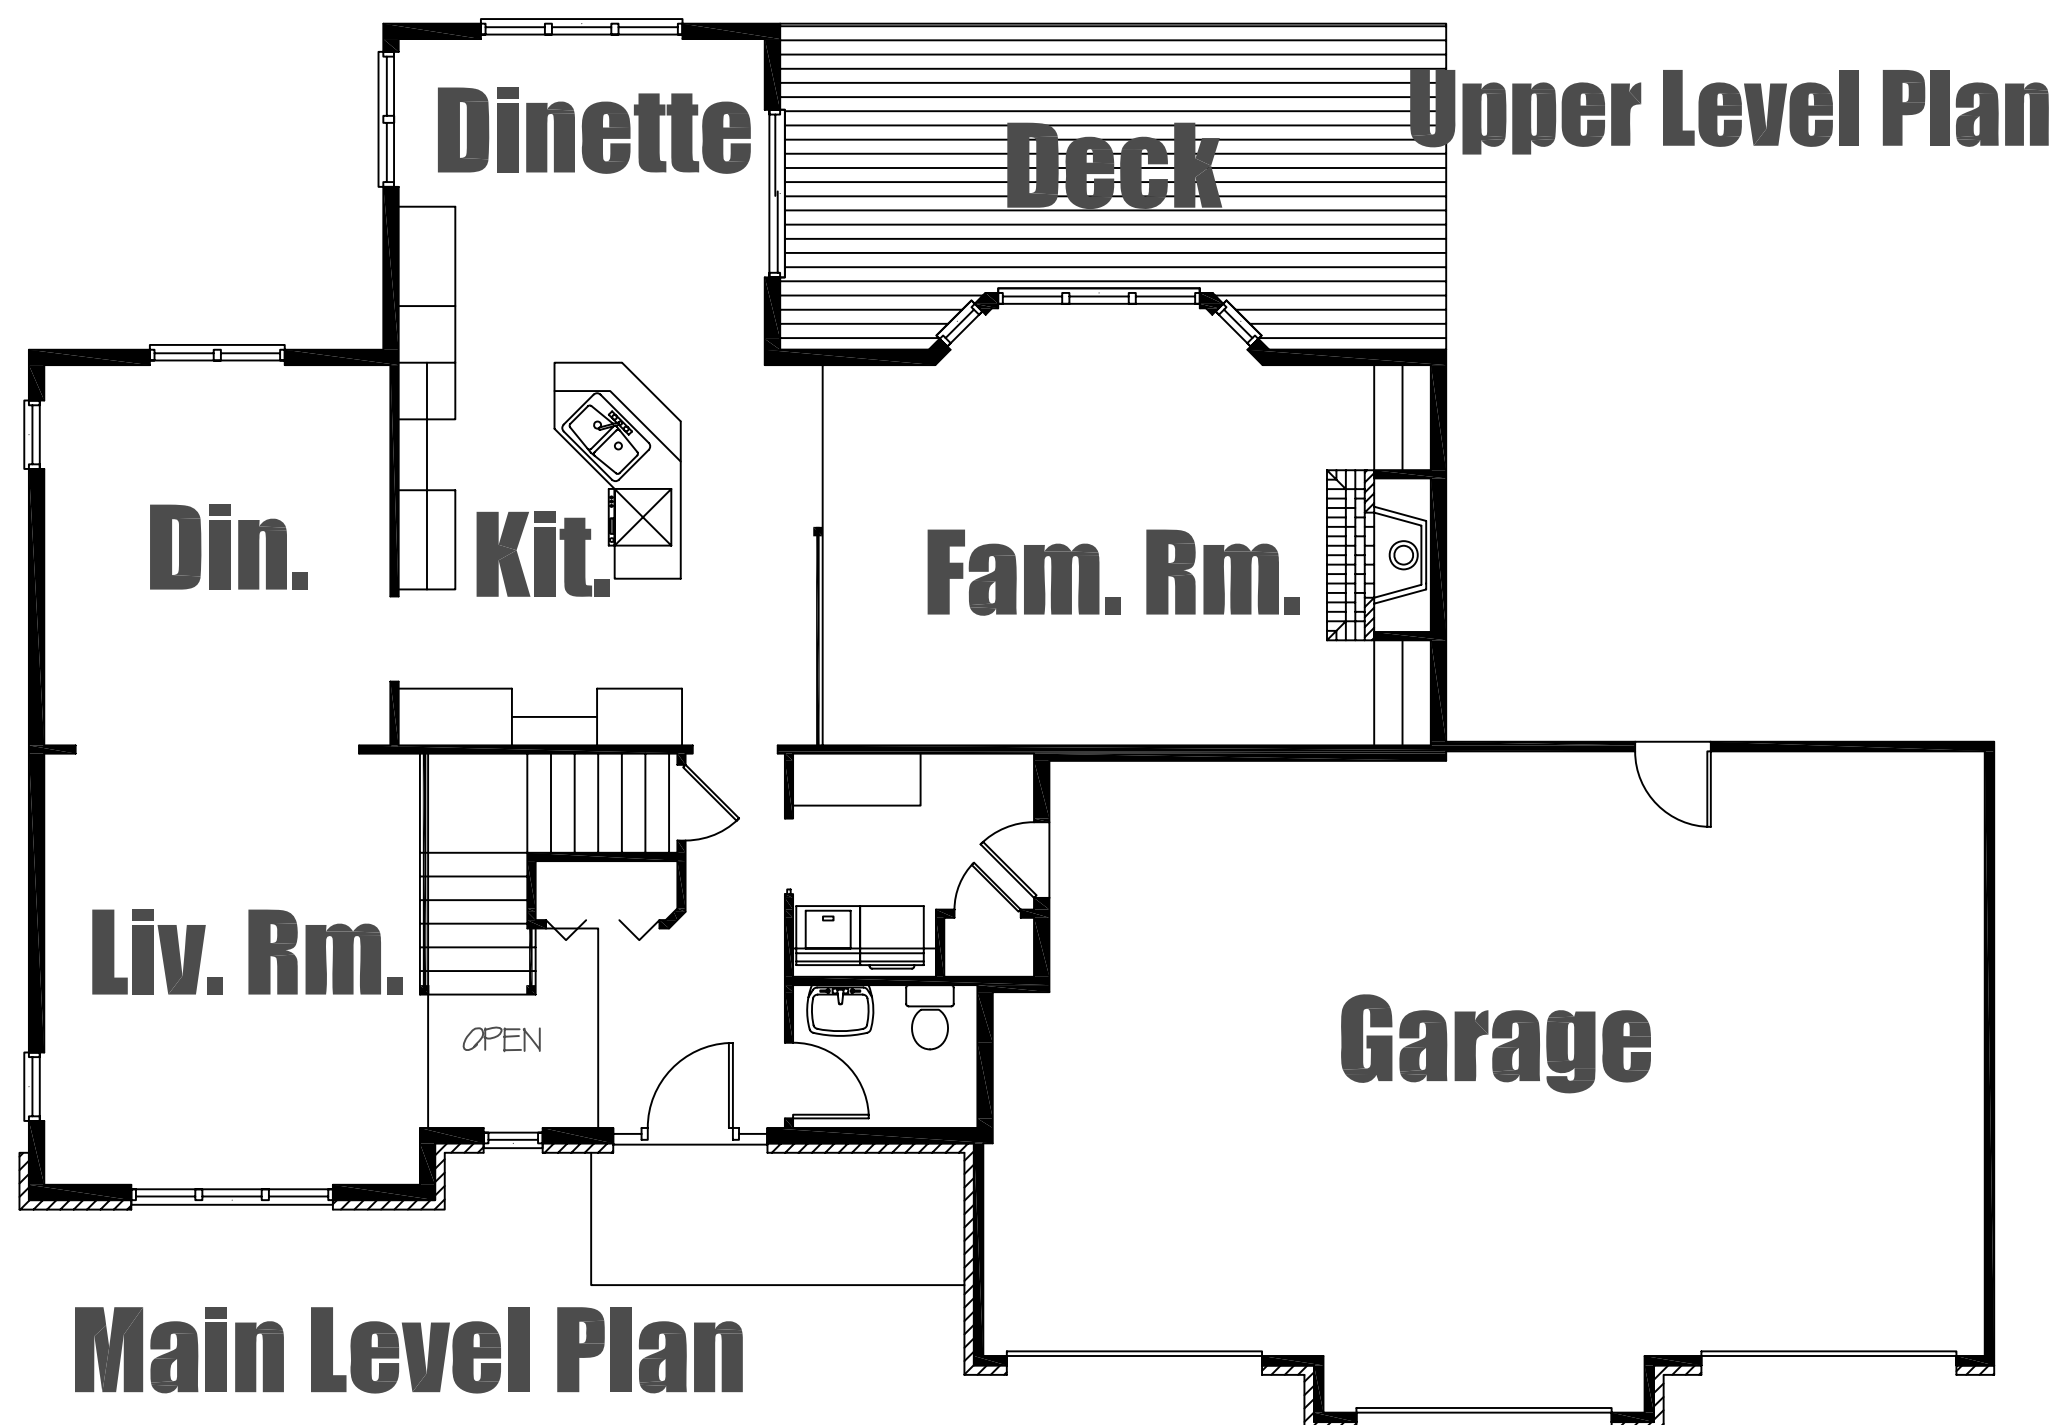 Upper Level Plan
Dinette
Deck
Din.
Kit.
Fam. Rm.
Liv. Rm.
OPEN
Garage
Main Level Plan